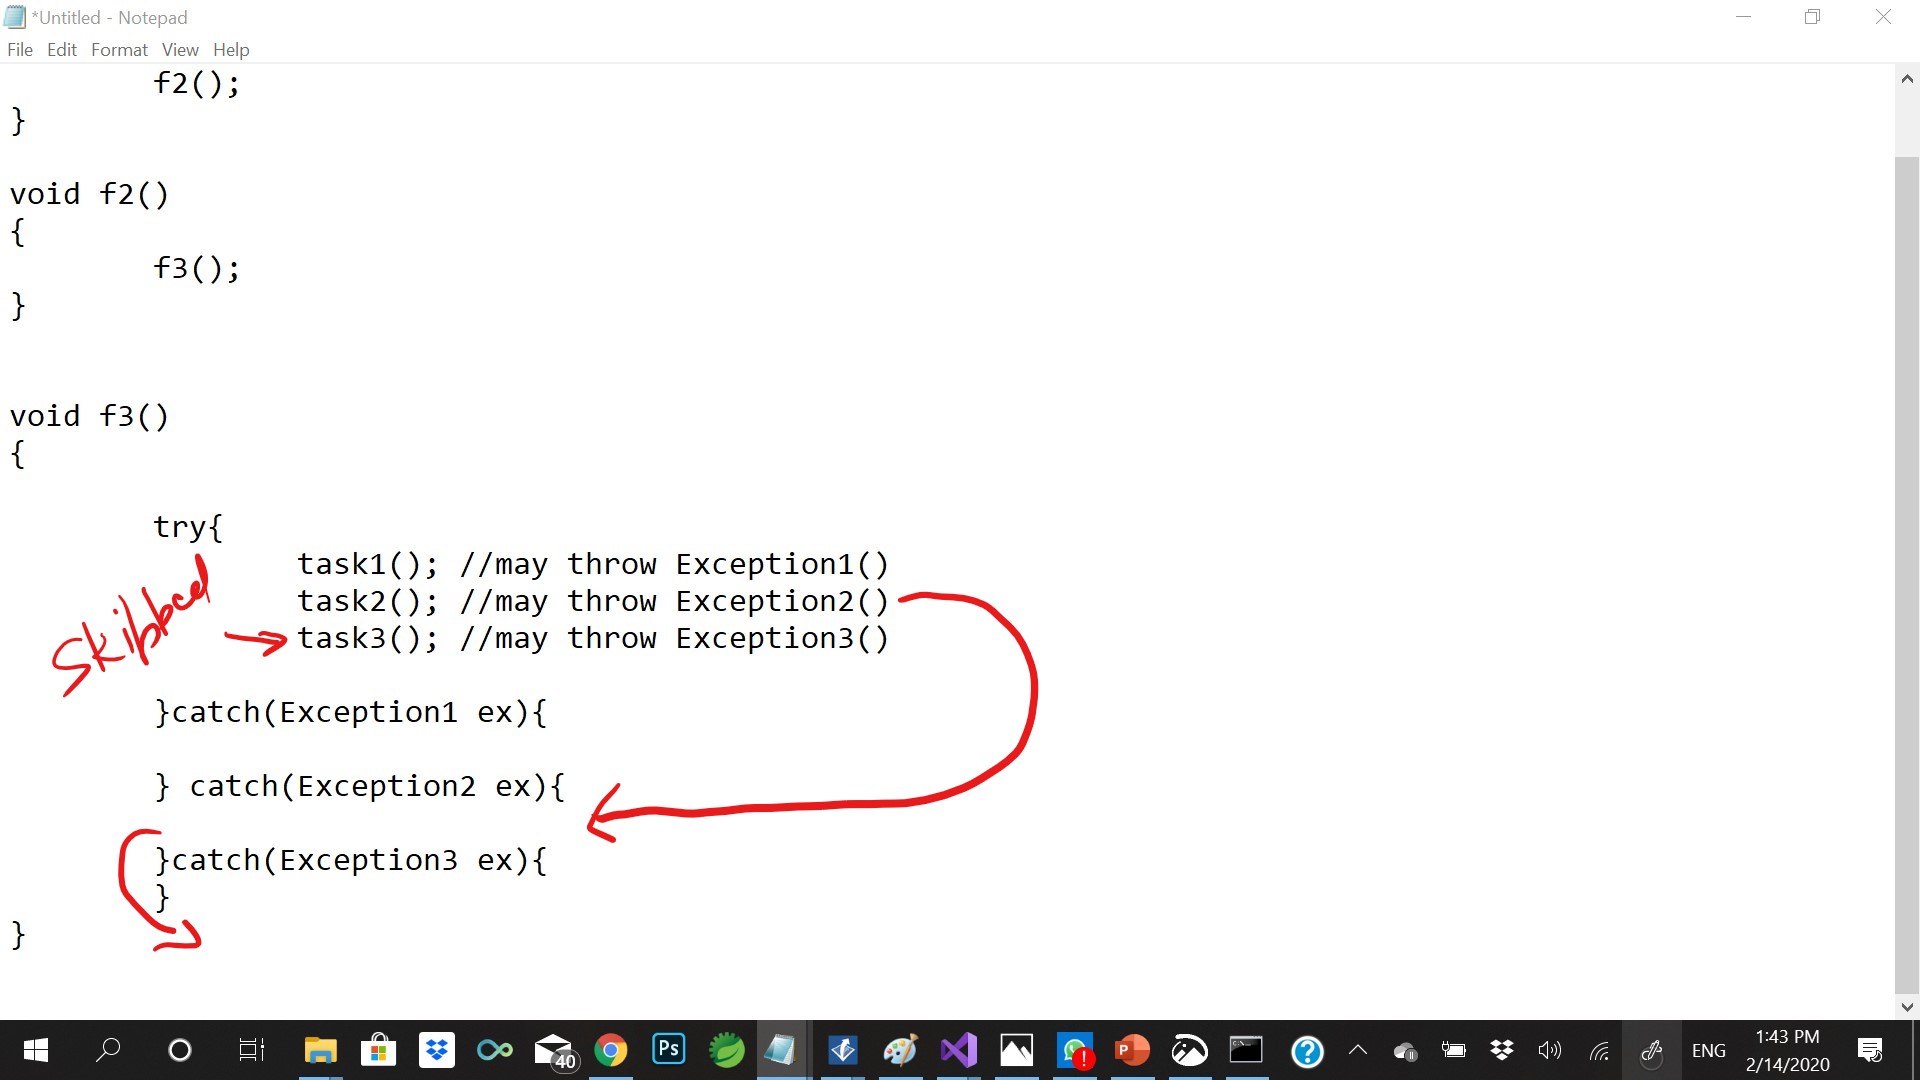 *Untitled - Notepad
File Edit Format View Help
f2();
}
void f2()
{
f3();
}
void f3()
{
try{
task1(); //may throw Exception1()
task2(); //may throw Exception2()
Skipped
task3(); //may throw Exception3()
}catch(Exception1 ex){
} catch(Exception2 ex){
}catch(Exception3 ex){
}
}
40
Ps
P
ENG
1:43 PM
2/14/2020